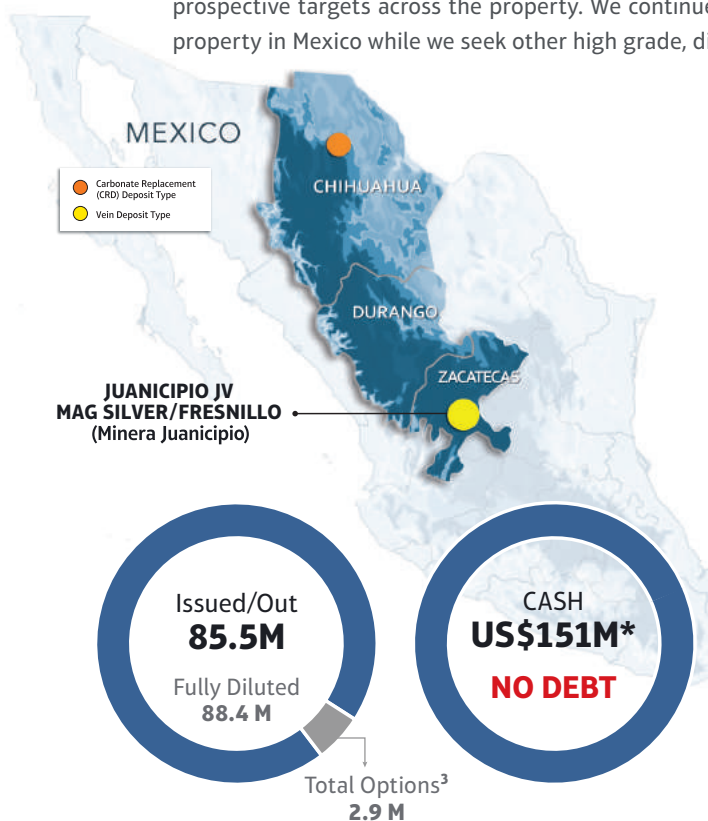 prospective targets across the property. We continue
property in Mexico while we seek other high grade,
MEXICO
Carbonate Replacement
(CRD) Deposit Type
Vein Deposit Type
CHIHUAHUA
DURANGO
ZACATECAS
JUANICIPIO JV
MAG SILVER/FRESNILLO
(Minera Juanicipio)
Issued/Out
85.5M
Fully Diluted
88.4 M
Total Options³
2.9 M
CASH
US$151M*
NO DEBT